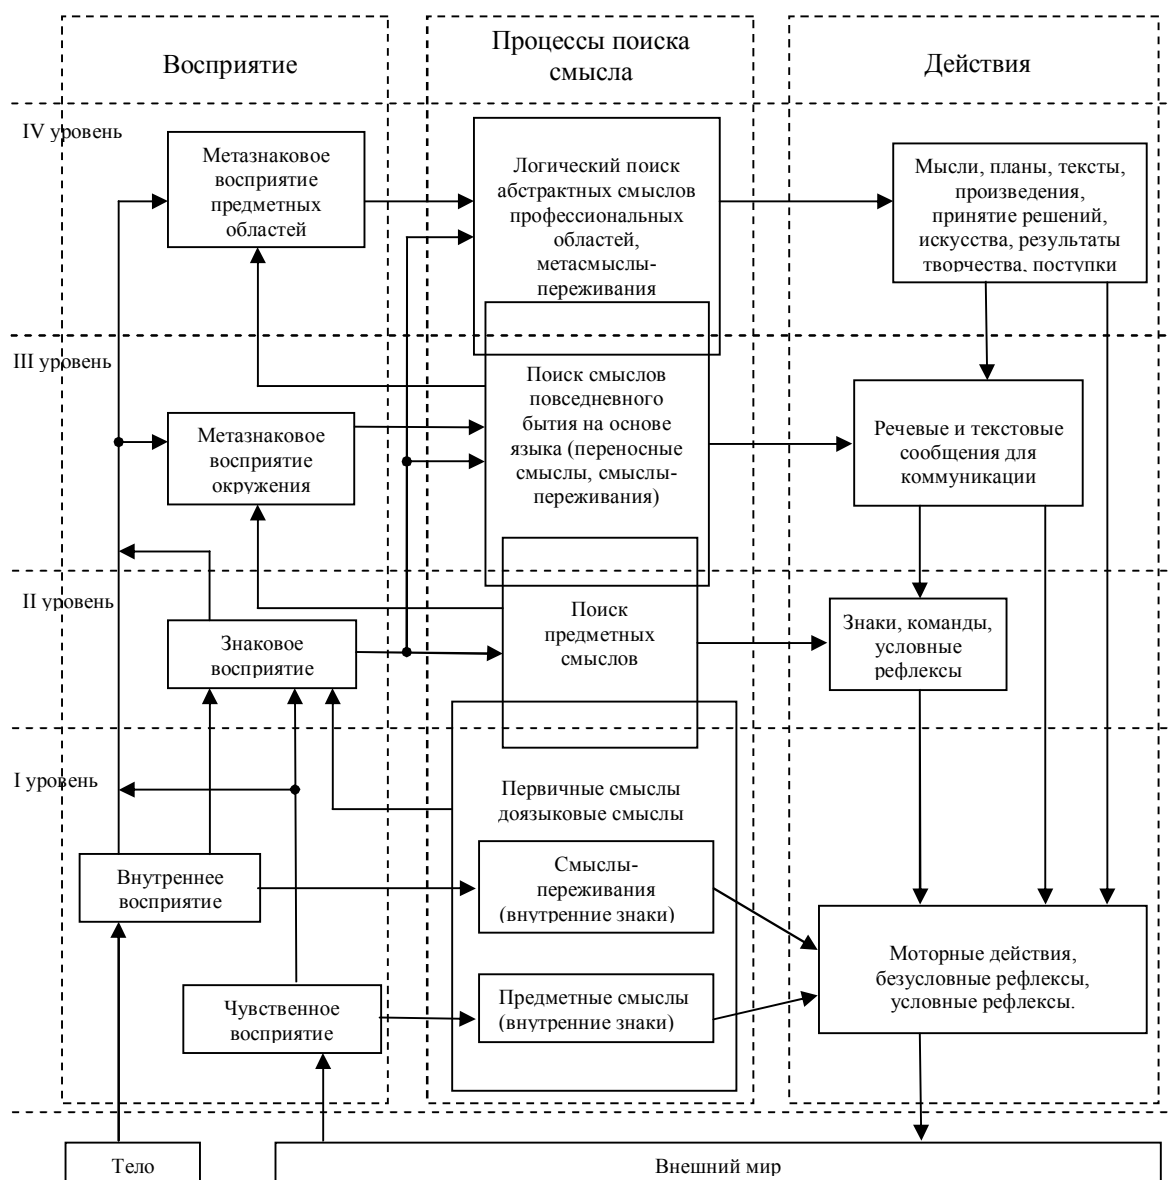 Восприятие
Процессы поиска
смысла
Действия
IV уровень
Метазнаковое
восприятие
предметных
областей
Логический поиск
абстрактных смыслов
профессиональных
областей,
метасмыслы-
переживания
Мысли, планы, тексты,
произведения,
принятие решений,
искусства, результаты
творчества, поступки
III уровень
Метазнаковое
восприятие
окружения
Поиск смыслов
повседневного
бытия на основе
языка (переносные
смыслы, смыслы-
переживания)
Речевые и текстовые
сообщения для
коммуникации
II уровень
Знаковое
восприятие
Поиск
предметных
смыслов
Знаки, команды,
условные
рефлексы
I уровень
Первичные смыслы
доязыковые смыслы
Внутреннее
восприятие
Смыслы-
переживания
(внутренние знаки)
Моторные действия,
безусловные рефлексы,
условные рефлексы.
Чувственное
восприятие
Предметные смыслы
(внутренние знаки)
Тело
Внешний мир